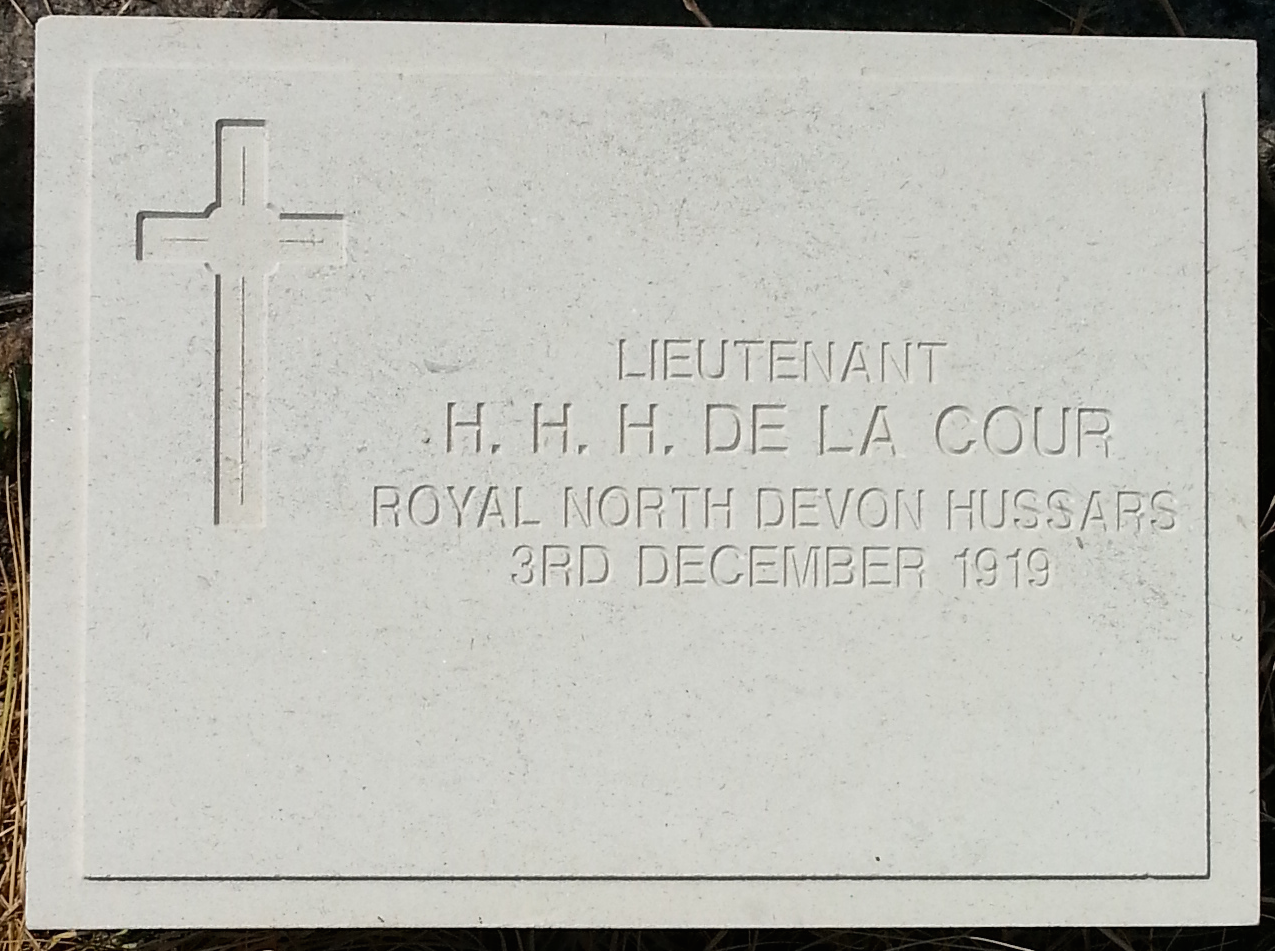 LIEUTENANT
H. H. H. DE LA COUR
ROYAL NORTH DEVON HUSSARS
3RD DECEMBER 1919